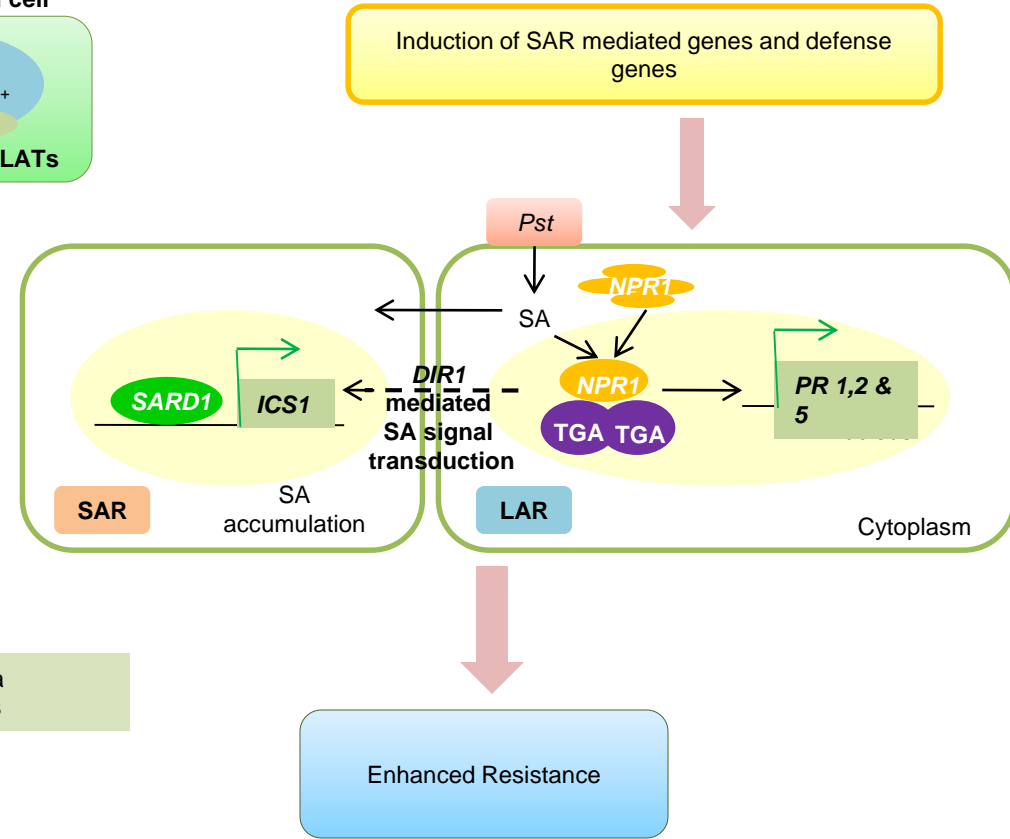 cell
+
LATs
Induction of SAR mediated genes and defense
genes
Pst
NPR1
SA
DIR1
mediated
SA signal
transduction
SARD1
ICS1
NPR1
TGA TGA
PR 1,2 &
5
SAR
SA
accumulation
LAR
Cytoplasm
a
s
Enhanced Resistance